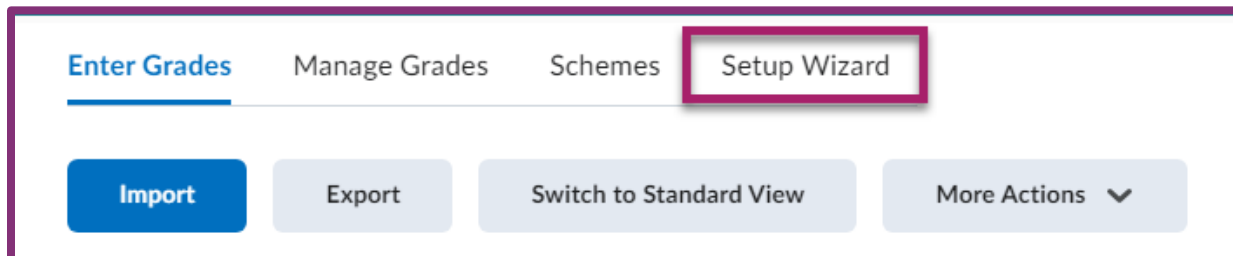 Enter Grades Manage Grades Schemes Setup Wizard
Import Export Switch to Standard View More Actions